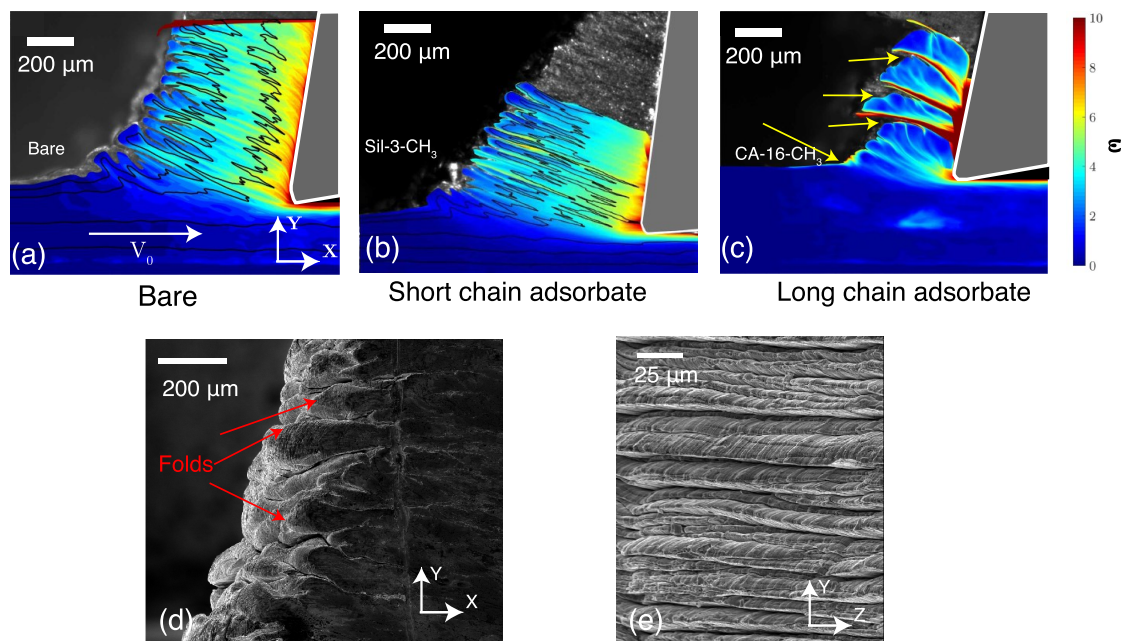 200 µm
Bare
(a)
V0
Y
X
200 µm
Sil-3-CH3
(b)
200 µm
CA-16-CH3
(c)
10
8
6
4
2
0
ω̄
Bare
Short chain adsorbate
Long chain adsorbate
200 µm
Folds
Y
X
(d)
25 µm
Y
Z
(e)